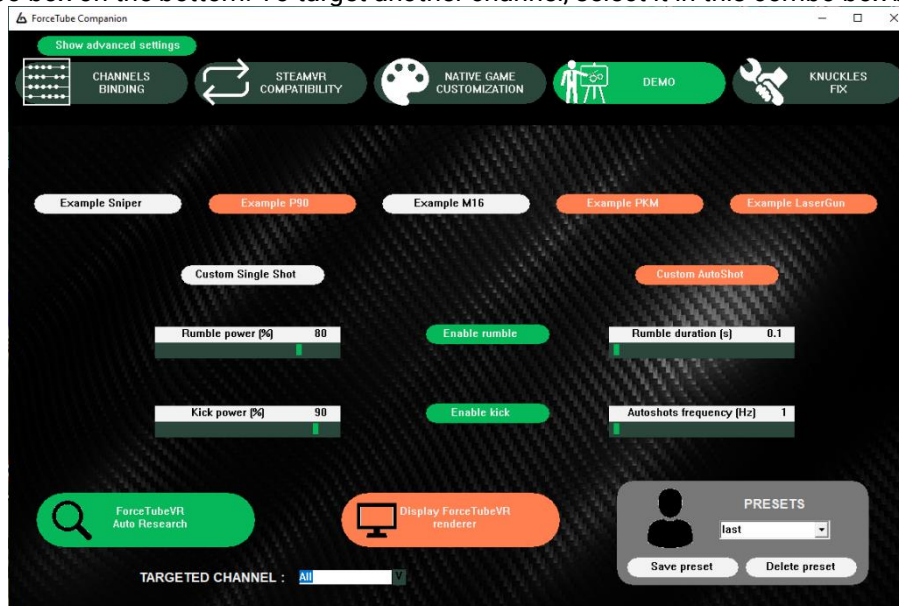 ForceTube Companion
Show advanced settings
CHANNELS
BINDING
STEAMVR
COMPATIBILITY
NATIVE GAME
CUSTOMIZATION
DEMO
KNUCKLES
FIX
Example Sniper
Example P90
Example M16
Example PKM
Example LaserGun
Custom Single Shot
Custom AutoShot
Rumble power (%) 80
Enable rumble
Rumble duration (s) 0.1
Kick power (%) 90
Enable kick
Autoshots frequency (Hz) 1
ForceTubeVR
Auto Research
Display ForceTubeVR
renderer
PRESETS
last
Save preset
Delete preset
TARGETED CHANNEL : All V